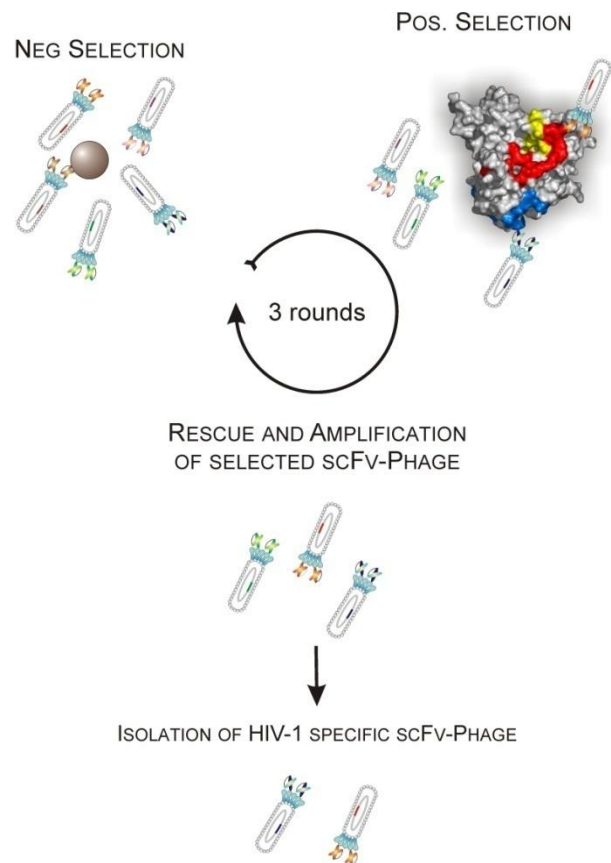 NEG SELECTION
POS. SELECTION
3 rounds
RESCUE AND AMPLIFICATION
OF SELECTED SCFV-PHAGE
ISOLATION OF HIV-1 SPECIFIC SCFV-PHAGE